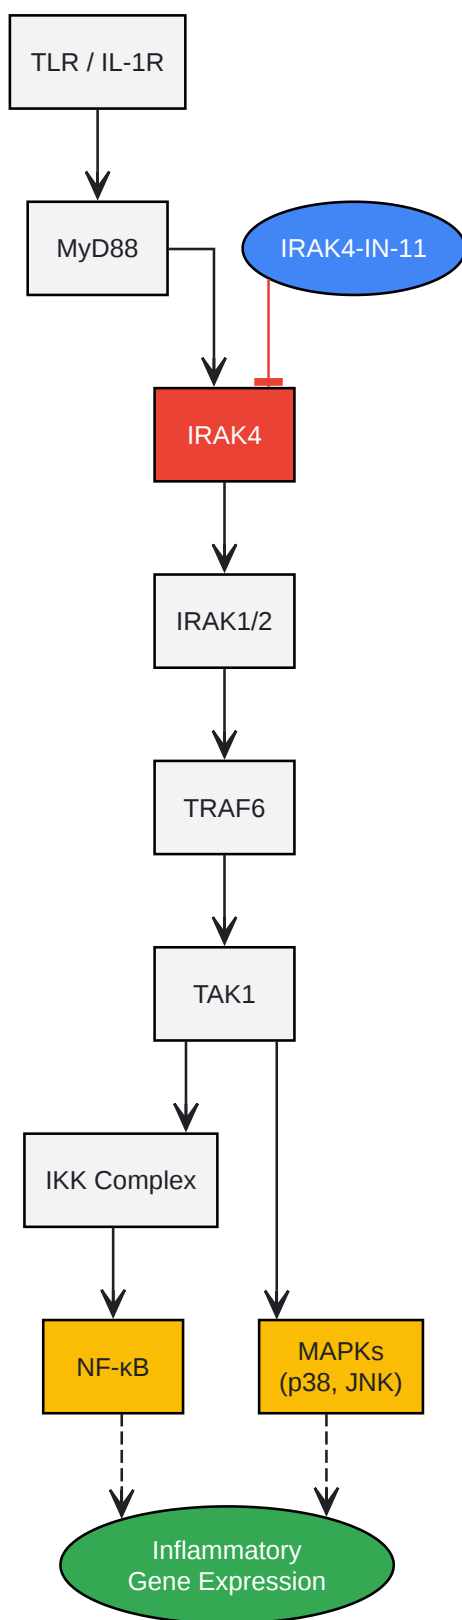 TLR / IL-1R
MyD88
IRAK4-IN-11
IRAK4
IRAK1/2
TRAF6
TAK1
IKK Complex
NF-κB
MAPKs
(p38, JNK)
Inflammatory
Gene Expression